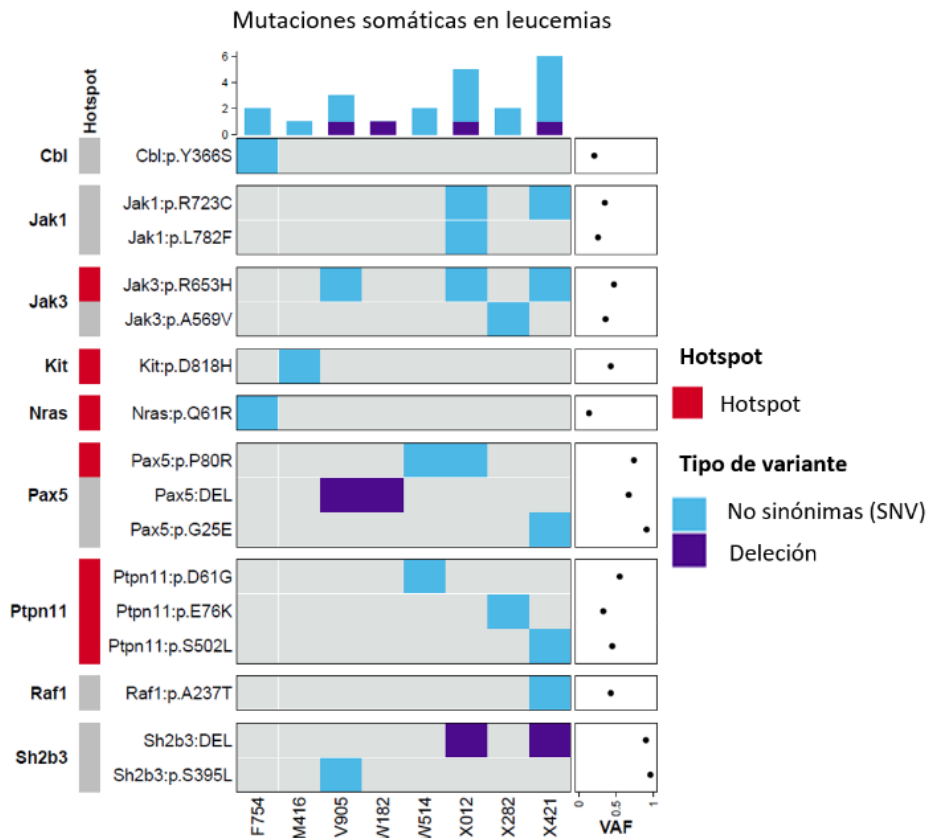 Mutaciones somáticas en leucemias
Hotspot
6
4
2
0
Cbl
Cbl:p.Y366S
Jak1
Jak1:p.R723C
Jak1:p.L782F
Jak3
Jak3:p.R653H
Jak3:p.A569V
Kit
Kit:p.D818H
Nras
Nras:p.Q61R
Pax5
Pax5:p.P80R
Pax5:DEL
Pax5:p.G25E
Ptpn11
Ptpn11:p.D61G
Ptpn11:p.E76K
Ptpn11:p.S502L
Raf1
Raf1:p.A237T
Sh2b3
Sh2b3:DEL
Sh2b3:p.S395L
F754
M416
V905
W182
W514
X012
X282
X421
0
0.5
1
VAF
Hotspot
Hotspot
Tipo de variante
No sinónimas (SNV)
Deleción